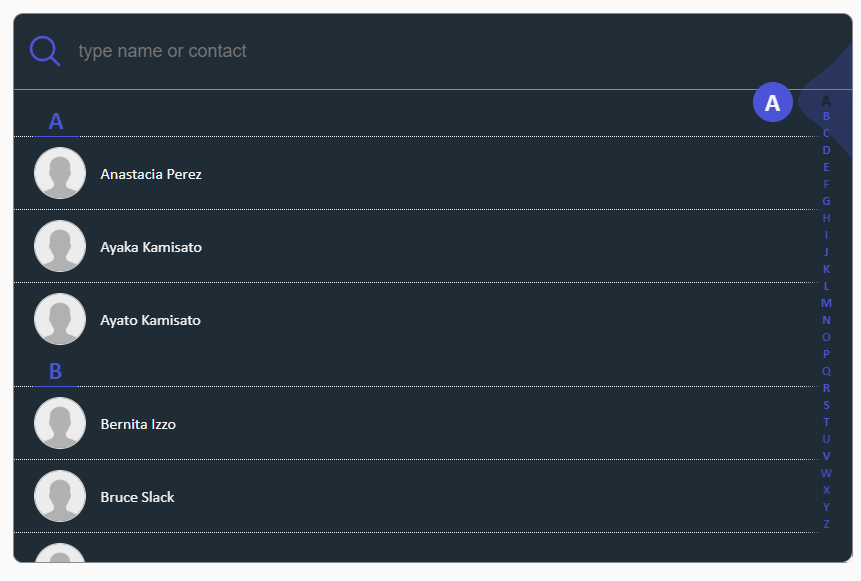 type name or contact
A
A
Anastacia Perez
Ayaka Kamisato
Ayato Kamisato
B
Bernita Izzo
Bruce Slack
A
B
C
D
E
F
G
H
I
J
K
L
M
N
O
P
Q
R
S
T
U
V
W
X
Y
Z